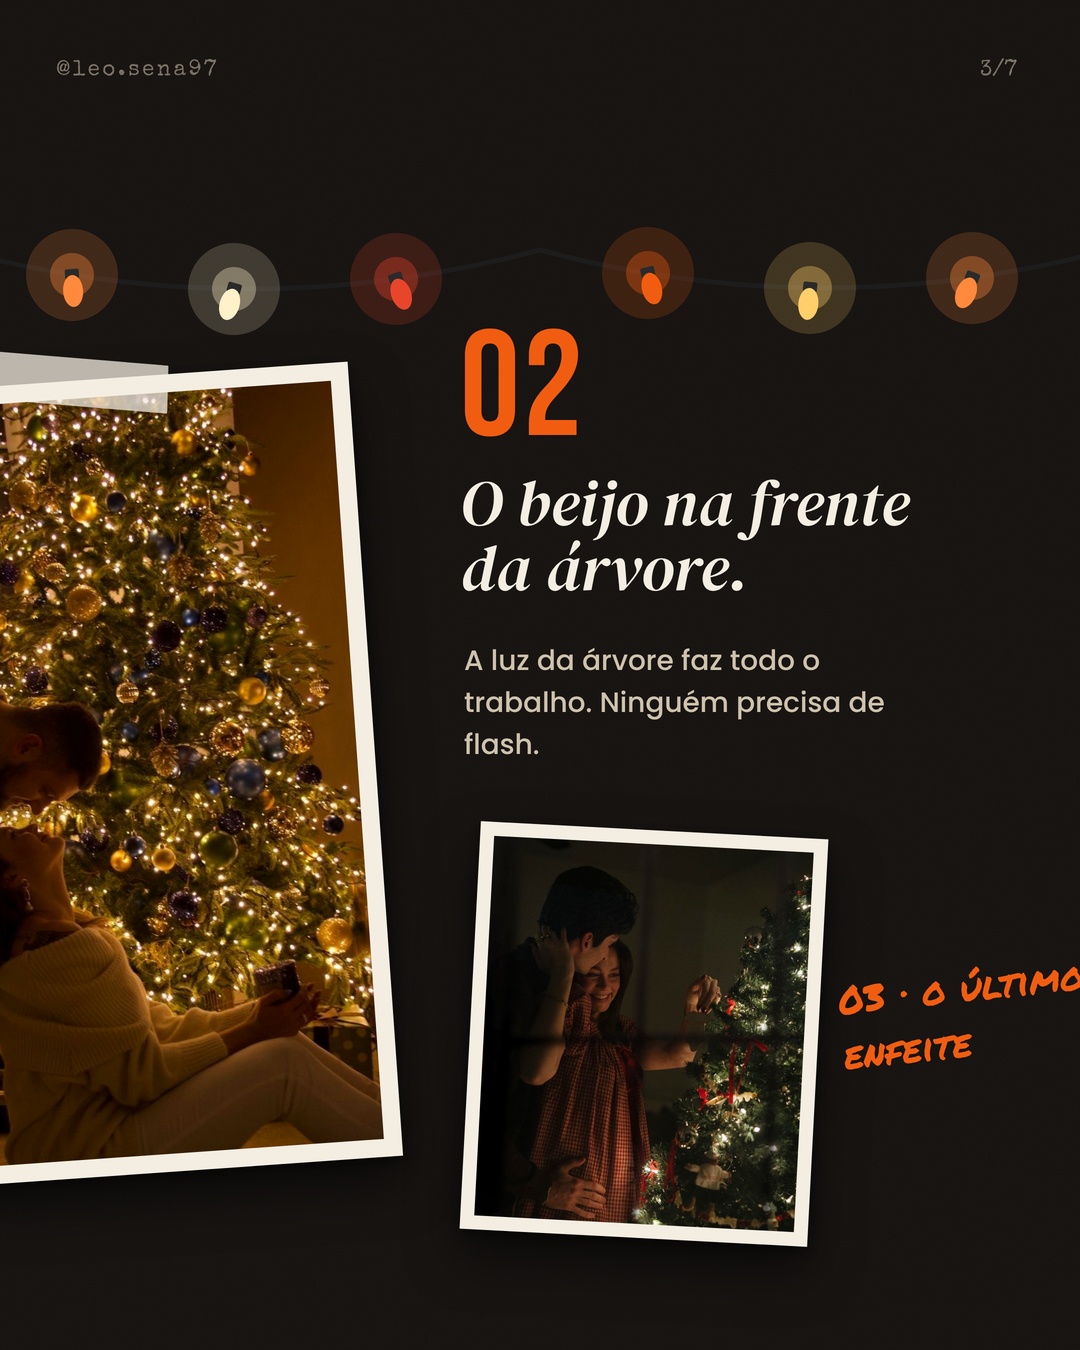 @leo.sena97
3/7
02
O beijo na frente
da árvore.
A luz da árvore faz todo o
trabalho. Ninguém precisa de
flash.
03 · O ÚLTIMO
ENFEITE